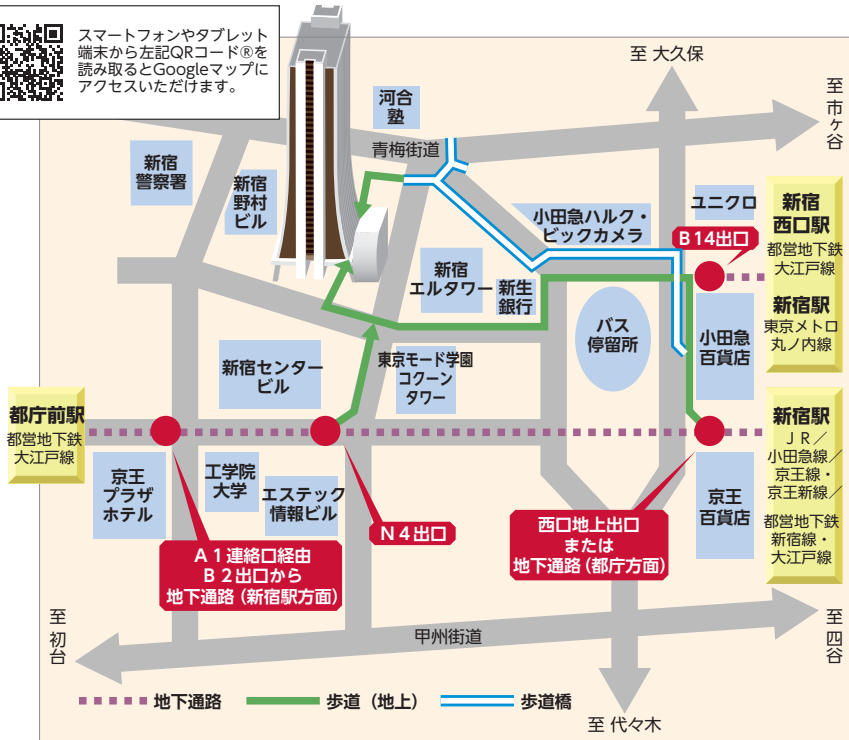 スマートフォンやタブレット
端末から左記QRコード®を
読み取るとGoogleマップに
アクセスいただけます。
至 大久保
至
市
ヶ
谷
河合
塾
青梅街道
新宿
警察署
新宿
野村
ビル
小田急ハルク・
ビックカメラ
ユニクロ
B14出口
新宿
西口駅
都営地下鉄
大江戸線
新宿駅
東京メトロ
丸ノ内線
新宿
エルタワー
新生
銀行
バス
停留所
小田急
百貨店
新宿センター
ビル
東京モード学園
コクーン
タワー
都庁前駅
都営地下鉄
大江戸線
新宿駅
JR/
小田急線/
京王線・
京王新線/
都営地下鉄
新宿線・
大江戸線
京王
プラザ
ホテル
工学院
大学
エステック
情報ビル
京王
百貨店
A1連絡口経由
B2出口から
地下通路(新宿駅方面)
N4出口
西口地上出口
または
地下通路(都庁方面)
至
初
台
甲州街道
至
四
谷
地下通路
歩道(地上)
歩道橋
至 代々木